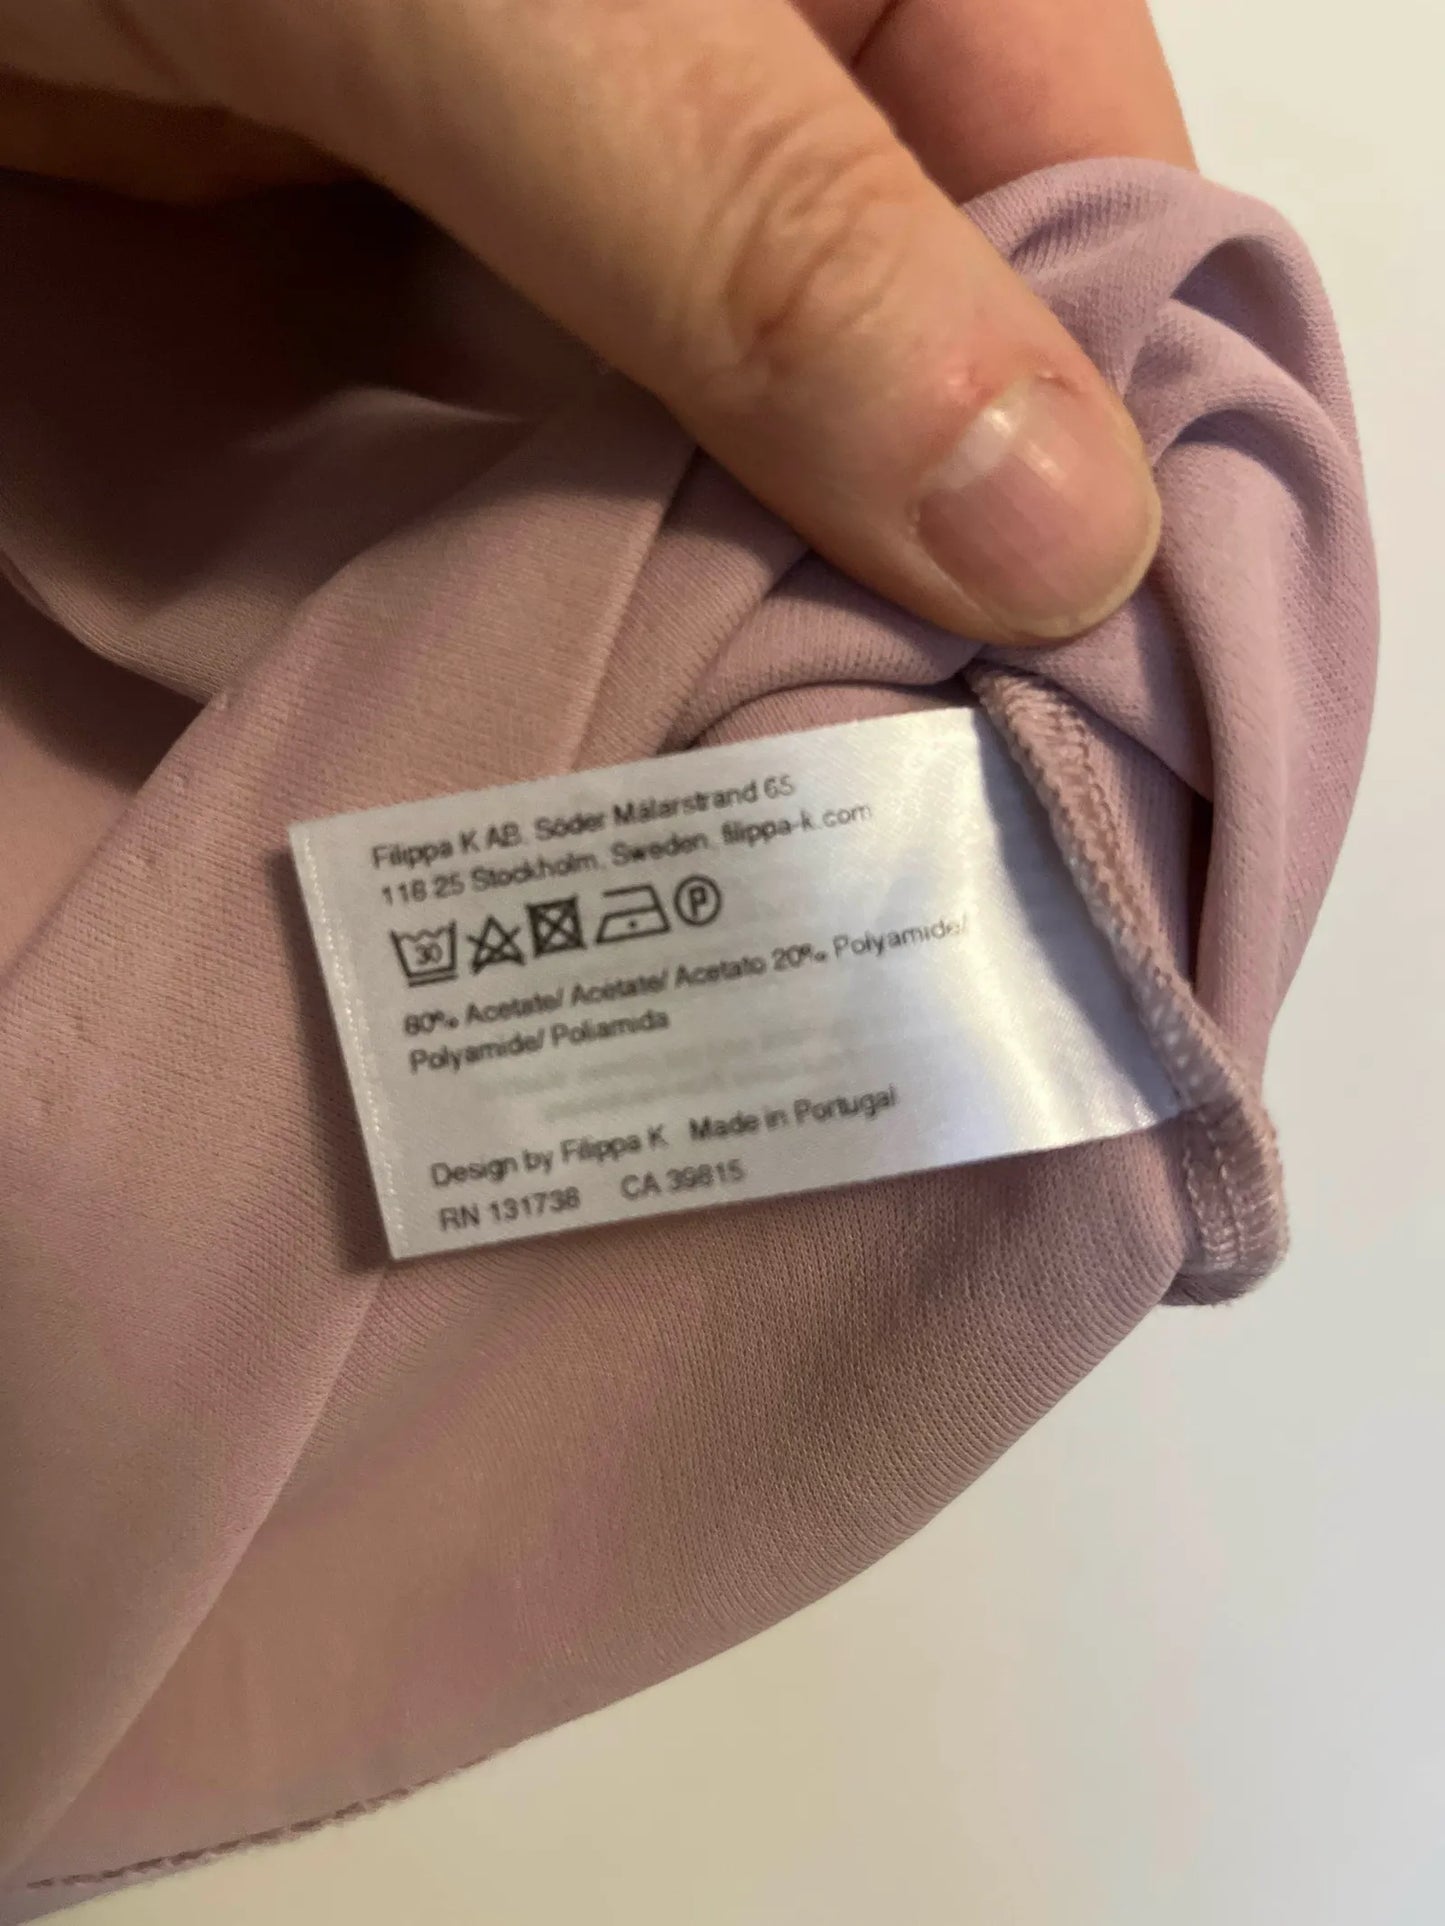 Filippa K AB. Söder Mälarstrand 65
118 25 Stockholm, Sweden. filippa-k.com
30 P
80% Acetate/ Acétate/ Acetato 20% Polyamide/
Polyamide/ Poliamida
Design by Filippa K Made in Portugal
RN 131738 CA 39815